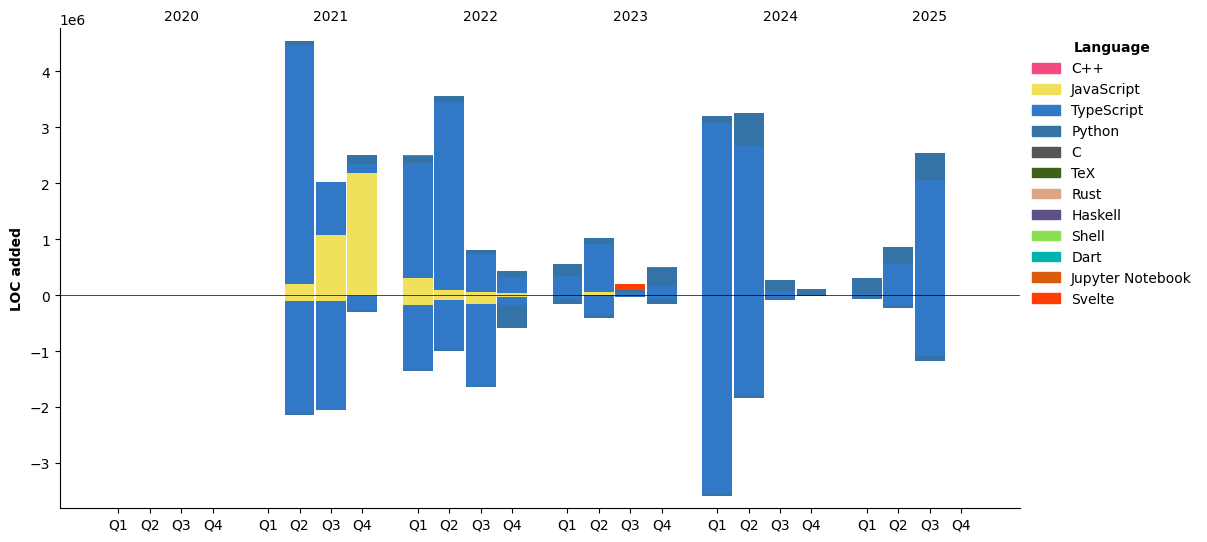 1e6
2020 2021 2022 2023 2024 2025
LOC added
4
3
2
1
0
−1
−2
−3
Q1 Q2 Q3 Q4 Q1 Q2 Q3 Q4 Q1 Q2 Q3 Q4 Q1 Q2 Q3 Q4 Q1 Q2 Q3 Q4 Q1 Q2 Q3 Q4
Language
C++
JavaScript
TypeScript
Python
C
TeX
Rust
Haskell
Shell
Dart
Jupyter Notebook
Svelte